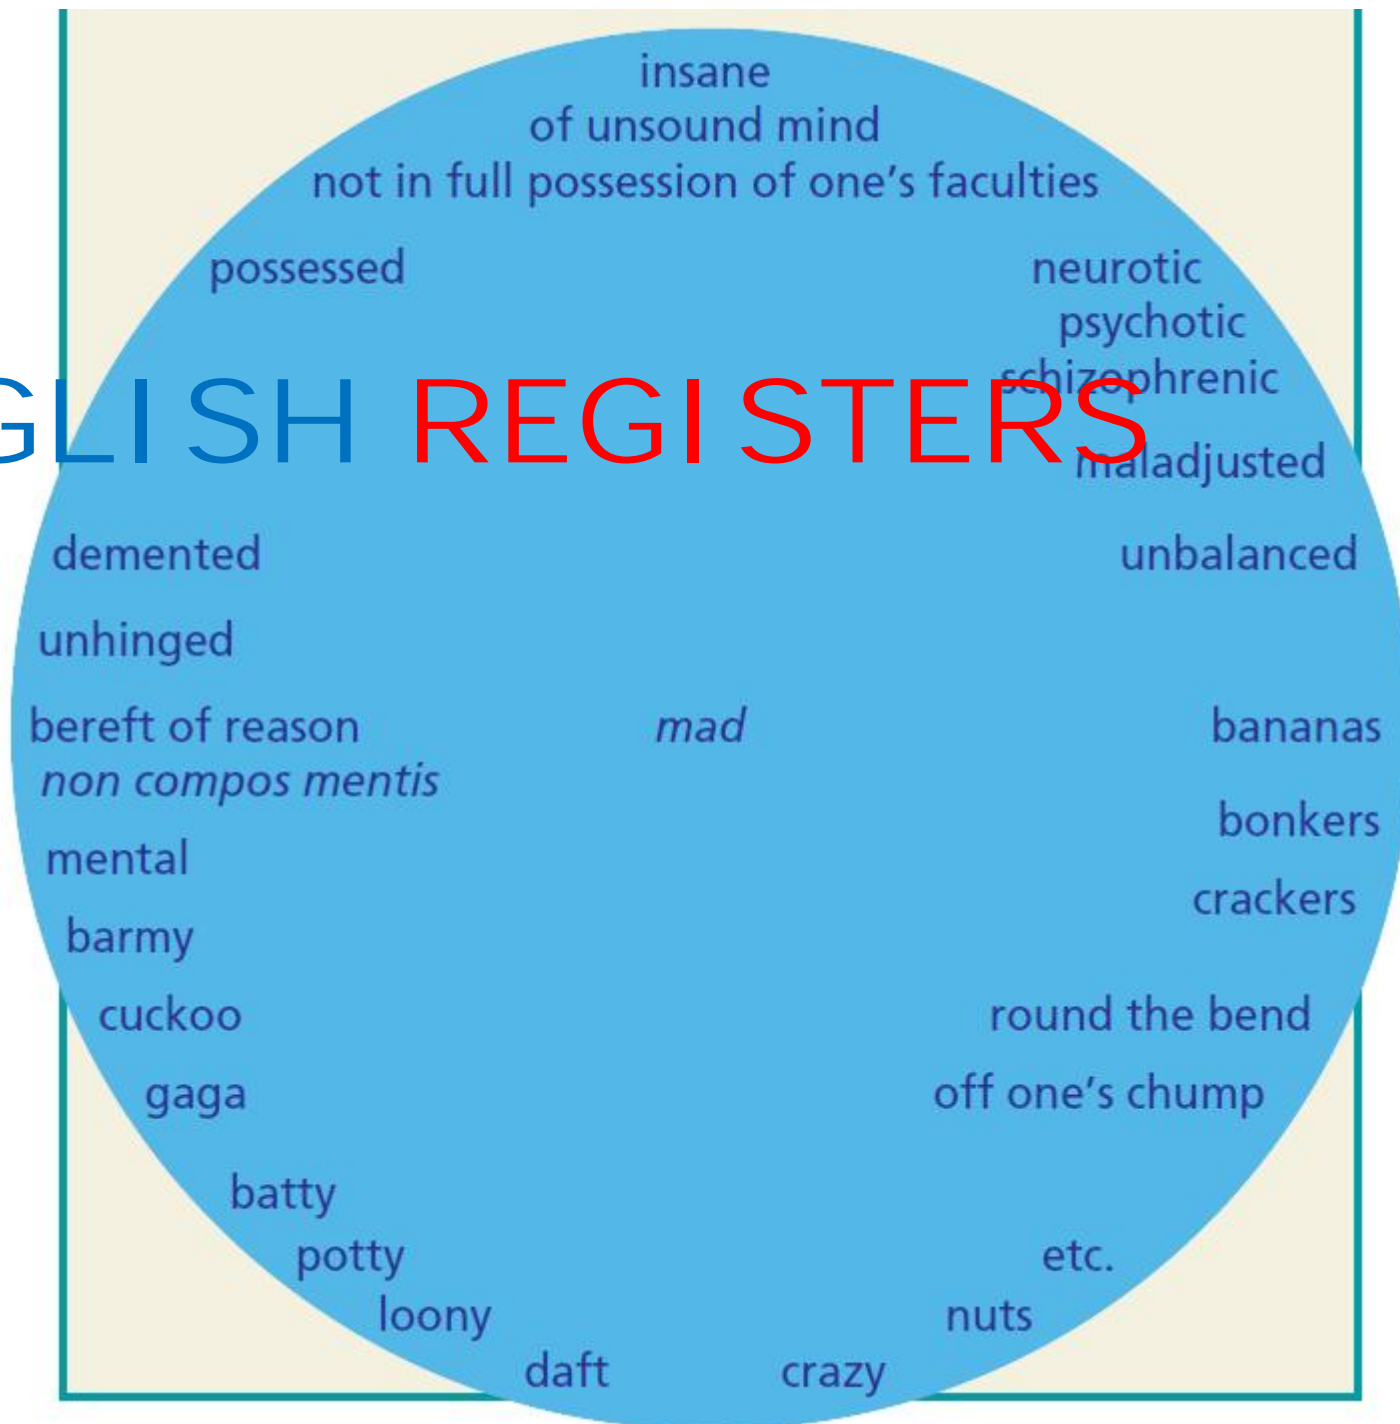 insane
of unsound mind
not in full possession of one's faculties
possessed neurotic
psychotic
schizophrenic
GLISH REGISTERS
maladjusted
demented unbalanced
unhinged
bereft of reason mad bananas
non compos mentis
bonkers
mental
crackers
barmy
cuckoo round the bend
gaga off one's chump
batty
potty etc.
loony nuts
daft crazy